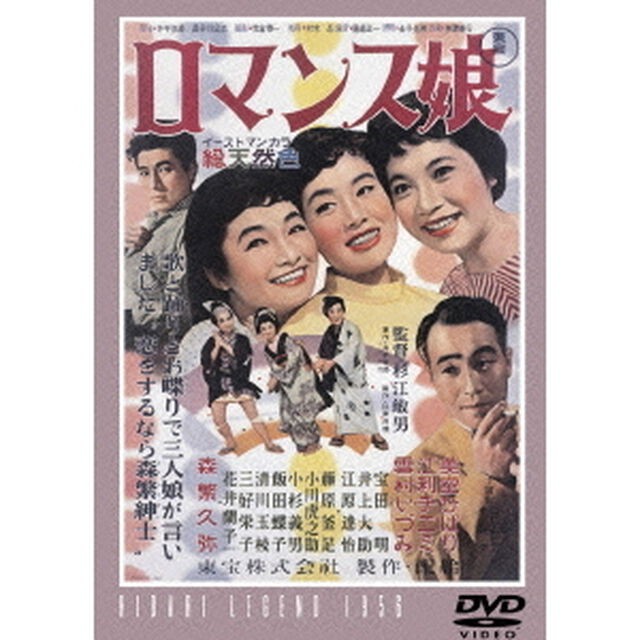 ロマンス娘
イーストマンカラー
総天然色
歌と踊りとお喋りで三人娘が言い
ました〝恋をするなら森繁紳士〟
監督・杉江敏男
美空ひばり
江利チエミ
雪村いづみ
宝田明
井上大助
江原達怡
藤原釜足
小川虎之助
小杉義男
飯田蝶子
清川玉枝
三好栄子
花井蘭子
森繁久弥
東宝株式会社 製作・配給
HIBARI LEGEND 1956
DVD
VIDEO